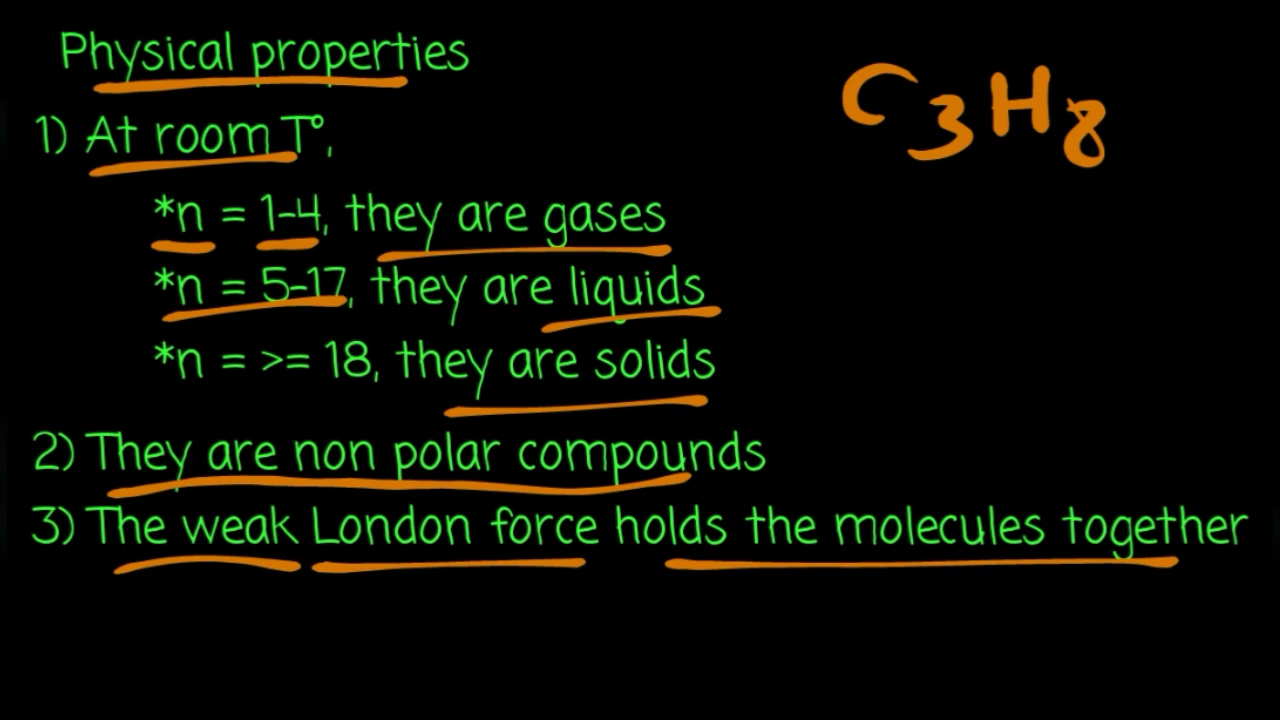 Physical properties
C3H8
1) At room T°,
*n = 1-4, they are gases
*n = 5-17, they are liquids
*n = >= 18, they are solids
2) They are non polar compounds
3) The weak London force holds the molecules together